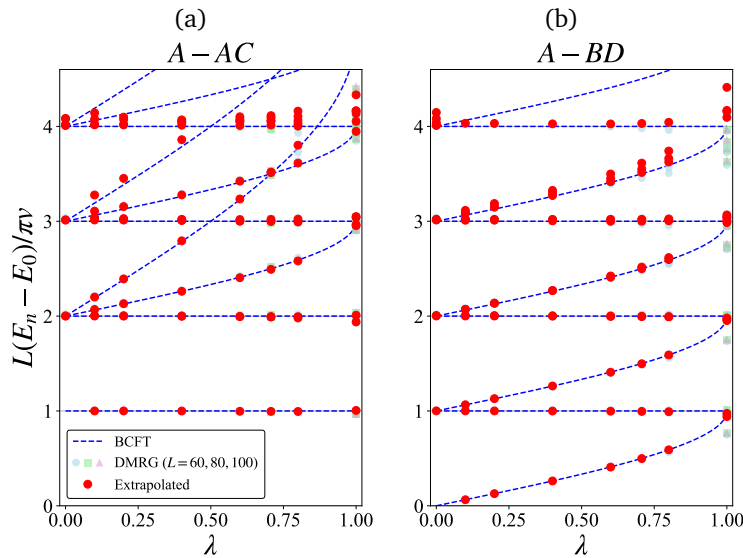 (a)
A − AC
L(Eₙ − E₀)/πv
4
3
2
1
0
BCFT
DMRG (L = 60, 80, 100)
Extrapolated
0.00 0.25 0.50 0.75 1.00
λ
(b)
A − BD
4
3
2
1
0
0.00 0.25 0.50 0.75 1.00
λ